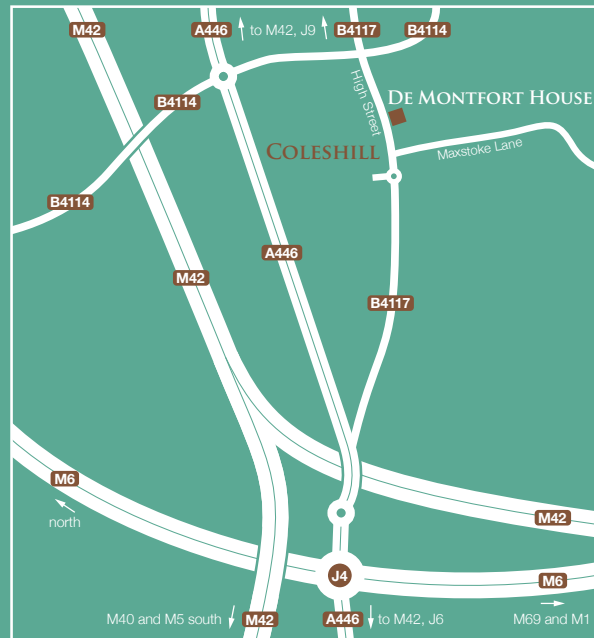 M42
A446
to M42, J9
B4117
B4114
B4114
High Street
DE MONTFORT HOUSE
COLESHILL
Maxstoke Lane
B4114
A446
M42
B4117
M6
north
M42
J4
M6
M40 and M5 south
M42
A446
to M42, J6
M69 and M1